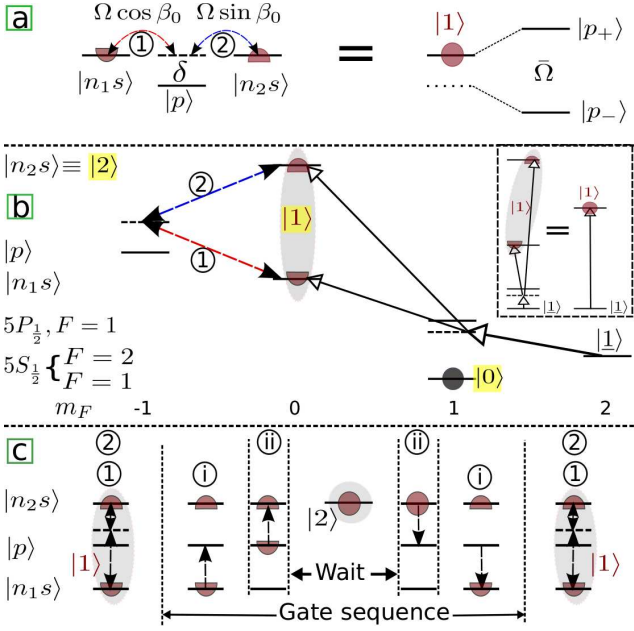 a
Ω cos β₀ Ω sin β₀
① ②
|n₁s⟩ δ |n₂s⟩
|p⟩
=
|1⟩
|p₊⟩
Ω̄
|p₋⟩
b
|n₂s⟩≡ |2⟩
②
|1⟩
①
|p⟩
|n₁s⟩
5P½, F = 1
5S½ { F = 2
F = 1
|1⟩ |1⟩
=
|1̲⟩ |1̲⟩
|1̲⟩
|0⟩
m_F -1 0 1 2
c
② ⅱ ⅱ ②
① ⅰ ⅰ ①
|n₂s⟩ |2⟩
|p⟩
|1⟩ Wait |1⟩
|n₁s⟩
Gate sequence